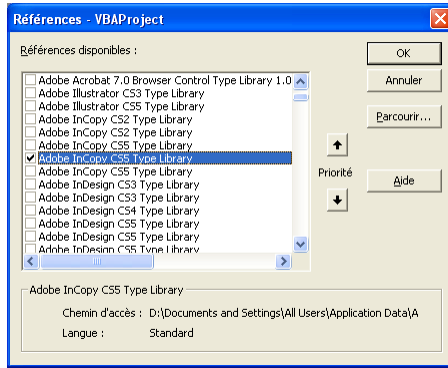 Références - VBAProject
Références disponibles :
OK
Annuler
Parcourir...
Aide
Priorité
Adobe Acrobat 7.0 Browser Control Type Library 1.0
Adobe Illustrator CS3 Type Library
Adobe Illustrator CS5 Type Library
Adobe InCopy CS2 Type Library
Adobe InCopy CS2 Type Library
Adobe InCopy CS5 Type Library
Adobe InCopy CS5 Type Library
Adobe InCopy CS5 Type Library
Adobe InDesign CS3 Type Library
Adobe InDesign CS3 Type Library
Adobe InDesign CS4 Type Library
Adobe InDesign CS5 Type Library
Adobe InDesign CS5 Type Library
Adobe InDesign CS5 Type Library
Adobe InCopy CS5 Type Library
Chemin d'accès : D:\Documents and Settings\All Users\Application Data\A
Langue : Standard